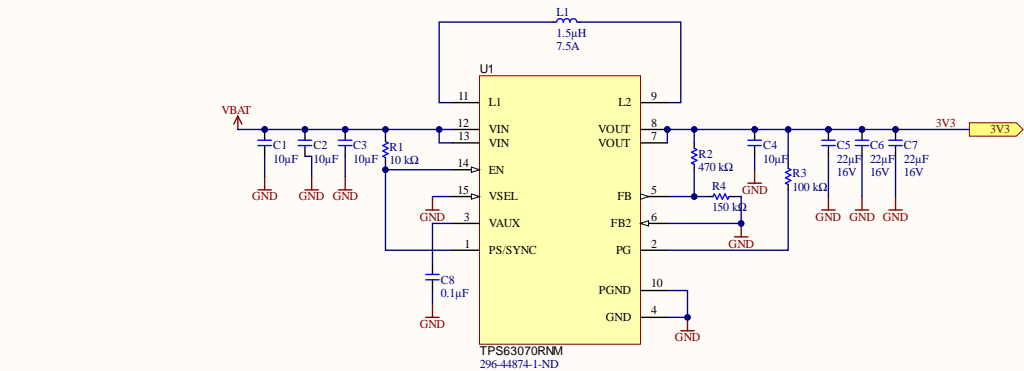 L1
1.5µH
7.5A
U1
11 L1 L2 9
VBAT
12 VIN VOUT 8
3V3 3V3
13 VIN VOUT 7
C1 10µF
C2 10µF
C3 10µF
R1 10 kΩ
R2 470 kΩ
C4 10µF
R3 100 kΩ
C5 22µF 16V
C6 22µF 16V
C7 22µF 16V
14 EN
GND GND GND
GND
15 VSEL FB 5
R4 150 kΩ
GND
GND GND GND
3 VAUX FB2 6
GND
1 PS/SYNC PG 2
C8 0.1µF
PGND 10
GND 4
GND
GND
TPS63070RNM
296-44874-1-ND